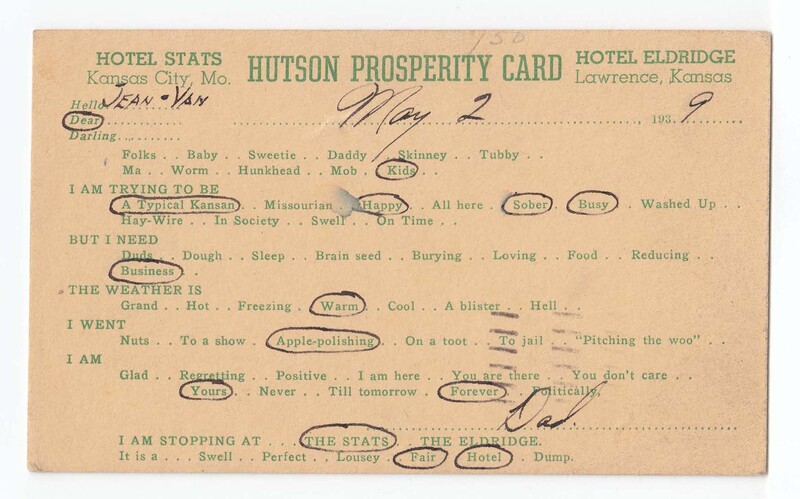 150
HOTEL STATS HUTSON PROSPERITY CARD HOTEL ELDRIDGE
Kansas City, Mo. Lawrence, Kansas
Hello JEAN - VAN
Dear................ May 2 ................, 193 9........
Darling.........
Folks . . Baby . . Sweetie . . Daddy . . Skinney . . Tubby . .
Ma . . Worm . . Hunkhead . . Mob . . Kids . .
I AM TRYING TO BE
A Typical Kansan . . Missourian . . Happy . . All here . . Sober . . Busy . . Washed Up . .
Hay-Wire . . In Society . . Swell . . On Time . .
BUT I NEED
Duds . . Dough . . Sleep . . Brain seed . . Burying . . Loving . . Food . . Reducing . .
Business .
THE WEATHER IS
Grand . . Hot . . Freezing . . Warm . . Cool . . A blister . . Hell . .
I WENT
Nuts . . To a show . . Apple-polishing . . On a toot . . To jail . . "Pitching the woo" . .
I AM
Glad . . Regretting . . Positive . . I am here . . You are there . . You don't care . .
Yours . . Never . . Till tomorrow . . Forever . . Politically.
Dad.
I AM STOPPING AT . . . THE STATS . . THE ELDRIDGE.
It is a . . . Swell . . Perfect . . Lousey . . Fair . . Hotel . . Dump.